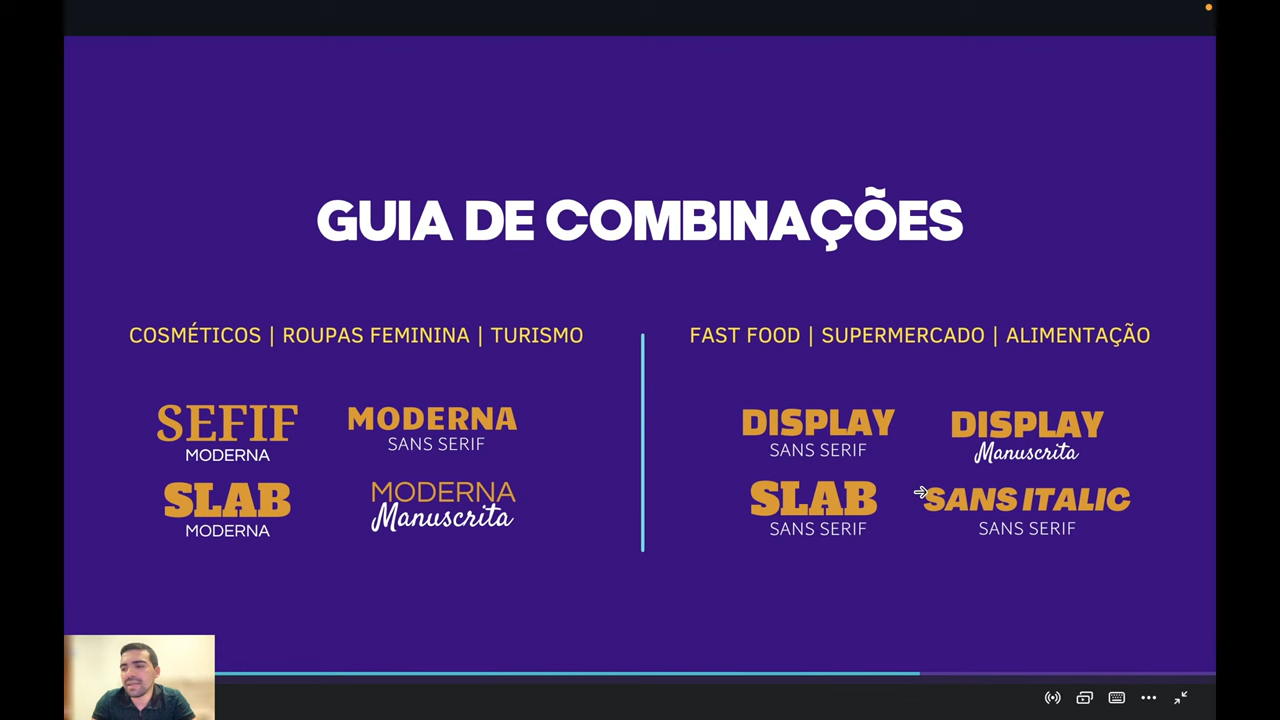 GUIA DE COMBINAÇÕES
COSMÉTICOS | ROUPAS FEMININA | TURISMO
SEFIF
MODERNA
MODERNA
SANS SERIF
SLAB
MODERNA
MODERNA
Manuscrita
FAST FOOD | SUPERMERCADO | ALIMENTAÇÃO
DISPLAY
SANS SERIF
DISPLAY
Manuscrita
SLAB
SANS SERIF
SANS ITALIC
SANS SERIF